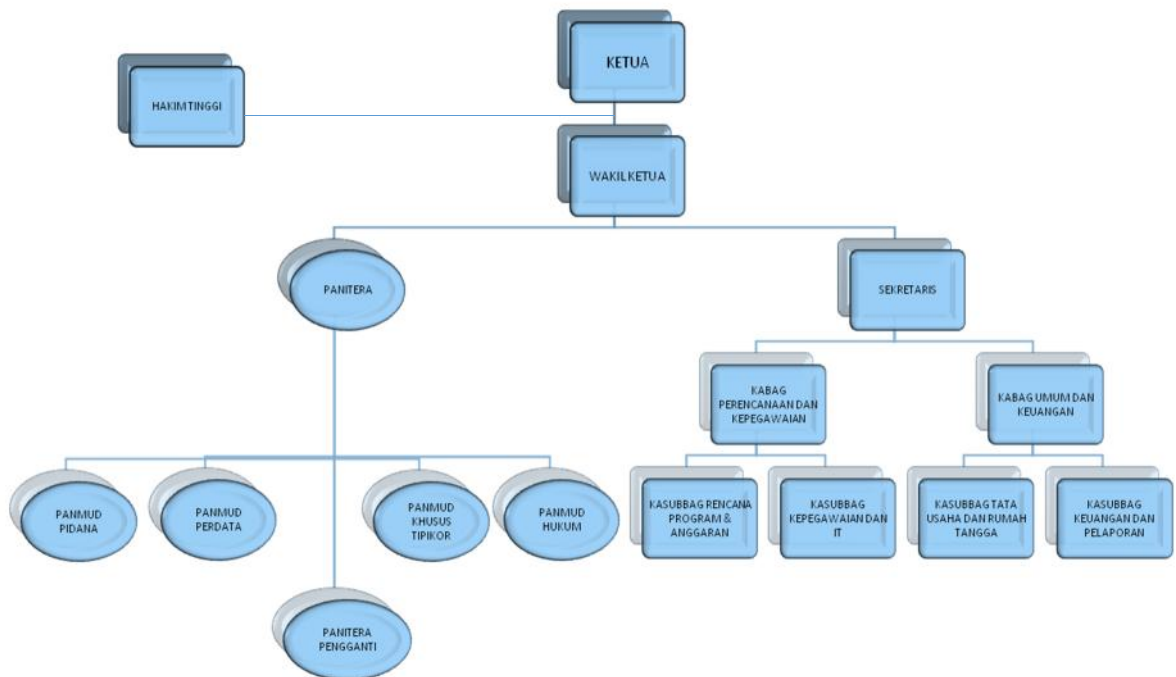 KETUA
HAKIM TINGGI
WAKIL KETUA
PANITERA
SEKRETARIS
KABAG
PERENCANAAN DAN
KEPEGAWAIAN
KABAG UMUM DAN
KEUANGAN
PANMUD
PIDANA
PANMUD
PERDATA
PANMUD
KHUSUS
TIPIKOR
PANMUD
HUKUM
KASUBBAG RENCANA
PROGRAM &
ANGGARAN
KASUBBAG
KEPEGAWAIAN DAN
IT
KASUBBAG TATA
USAHA DAN RUMAH
TANGGA
KASUBBAG
KEUANGAN DAN
PELAPORAN
PANITERA
PENGGANTI